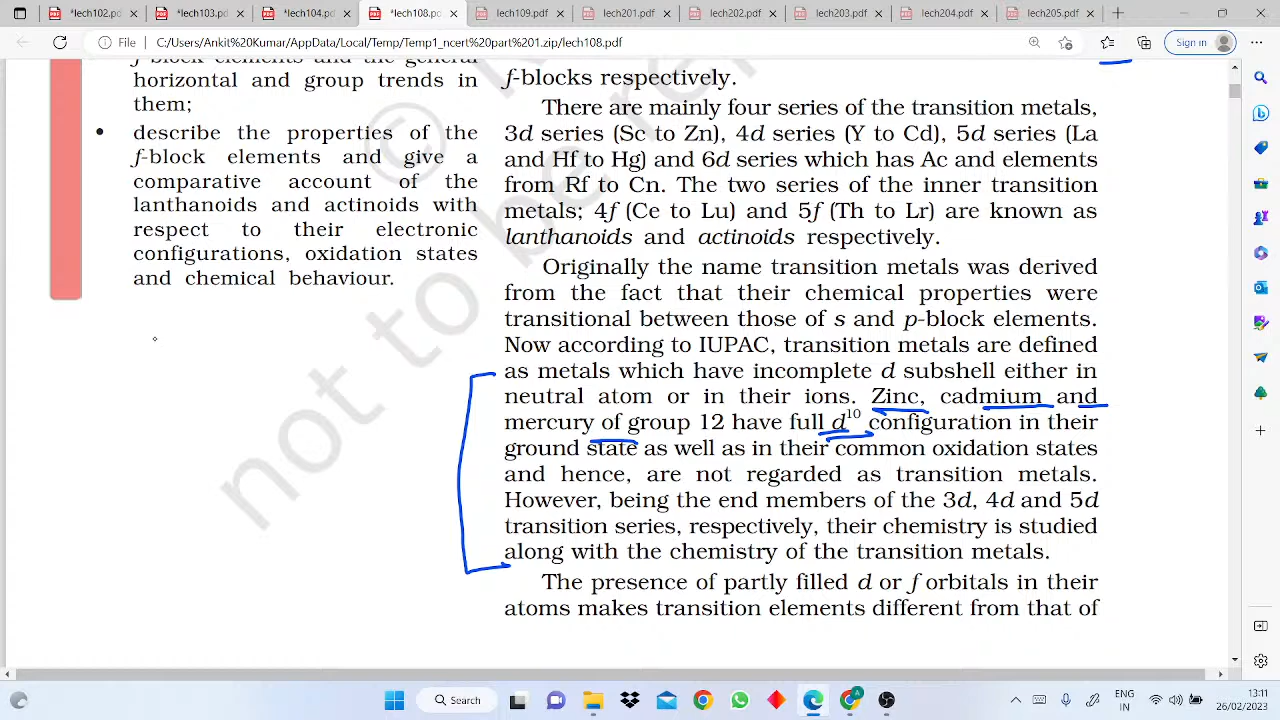 *lech102.pdf
*lech103.pdf
*lech104.pdf
*lech108.pdf
lech109.pdf
lech201.pdf
lech202.pdf
lech203.pdf
lech204.pdf
lech205.pdf
File C:/Users/Ankit%20Kumar/AppData/Local/Temp/Temp1_ncert%20part%201.zip/lech108.pdf
Sign in
f-block elements and the general
horizontal and group trends in
them;
• describe the properties of the
f-block elements and give a
comparative account of the
lanthanoids and actinoids with
respect to their electronic
configurations, oxidation states
and chemical behaviour.
f-blocks respectively.
There are mainly four series of the transition metals,
3d series (Sc to Zn), 4d series (Y to Cd), 5d series (La
and Hf to Hg) and 6d series which has Ac and elements
from Rf to Cn. The two series of the inner transition
metals; 4f (Ce to Lu) and 5f (Th to Lr) are known as
lanthanoids and actinoids respectively.
Originally the name transition metals was derived
from the fact that their chemical properties were
transitional between those of s and p-block elements.
Now according to IUPAC, transition metals are defined
as metals which have incomplete d subshell either in
neutral atom or in their ions. Zinc, cadmium and
mercury of group 12 have full d¹⁰ configuration in their
ground state as well as in their common oxidation states
and hence, are not regarded as transition metals.
However, being the end members of the 3d, 4d and 5d
transition series, respectively, their chemistry is studied
along with the chemistry of the transition metals.
The presence of partly filled d or f orbitals in their
atoms makes transition elements different from that of
©
not to be re
Search
ENG
IN
13:11
26/02/2023